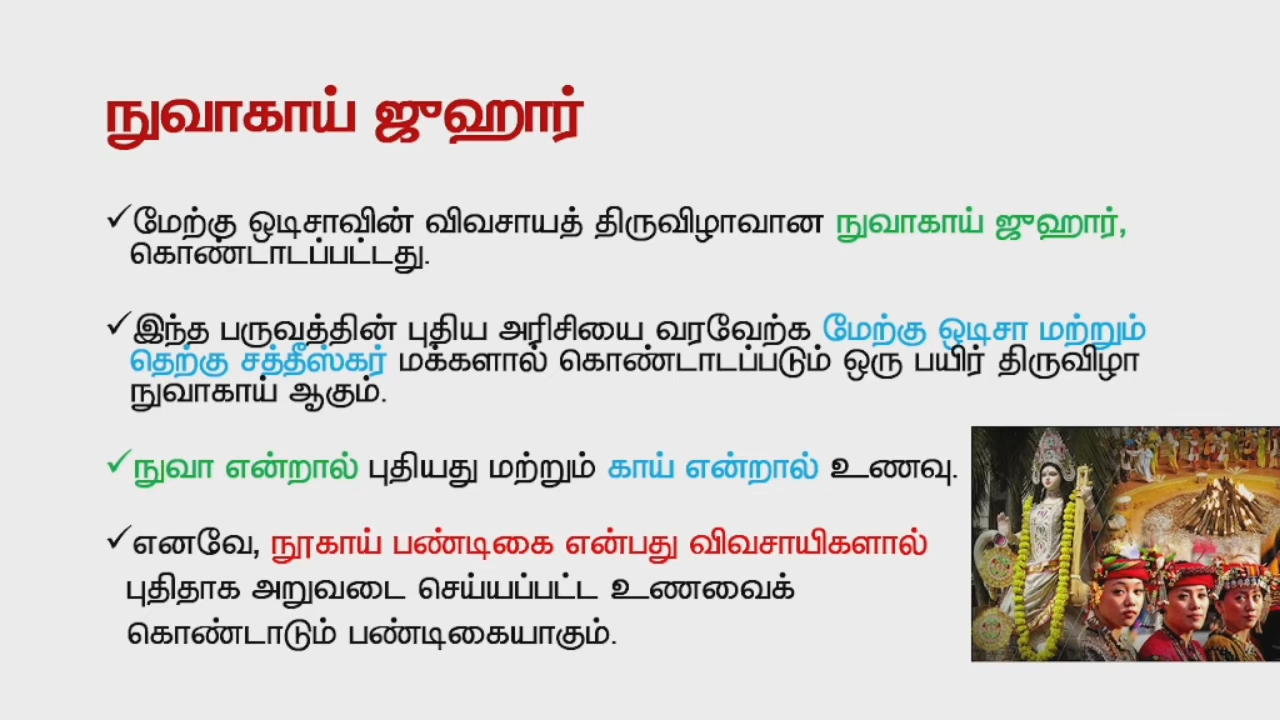 நுவாகாய் ஜுஹார்
✓மேற்கு ஒடிசாவின் விவசாயத் திருவிழாவான நுவாகாய் ஜுஹார்,
கொண்டாடப்பட்டது.
✓இந்த பருவத்தின் புதிய அரிசியை வரவேற்க மேற்கு ஒடிசா மற்றும்
தெற்கு சத்தீஸ்கர் மக்களால் கொண்டாடப்படும் ஒரு பயிர் திருவிழா
நுவாகாய் ஆகும்.
✓நுவா என்றால் புதியது மற்றும் காய் என்றால் உணவு.
✓எனவே, நூகாய் பண்டிகை என்பது விவசாயிகளால்
புதிதாக அறுவடை செய்யப்பட்ட உணவைக்
கொண்டாடும் பண்டிகையாகும்.